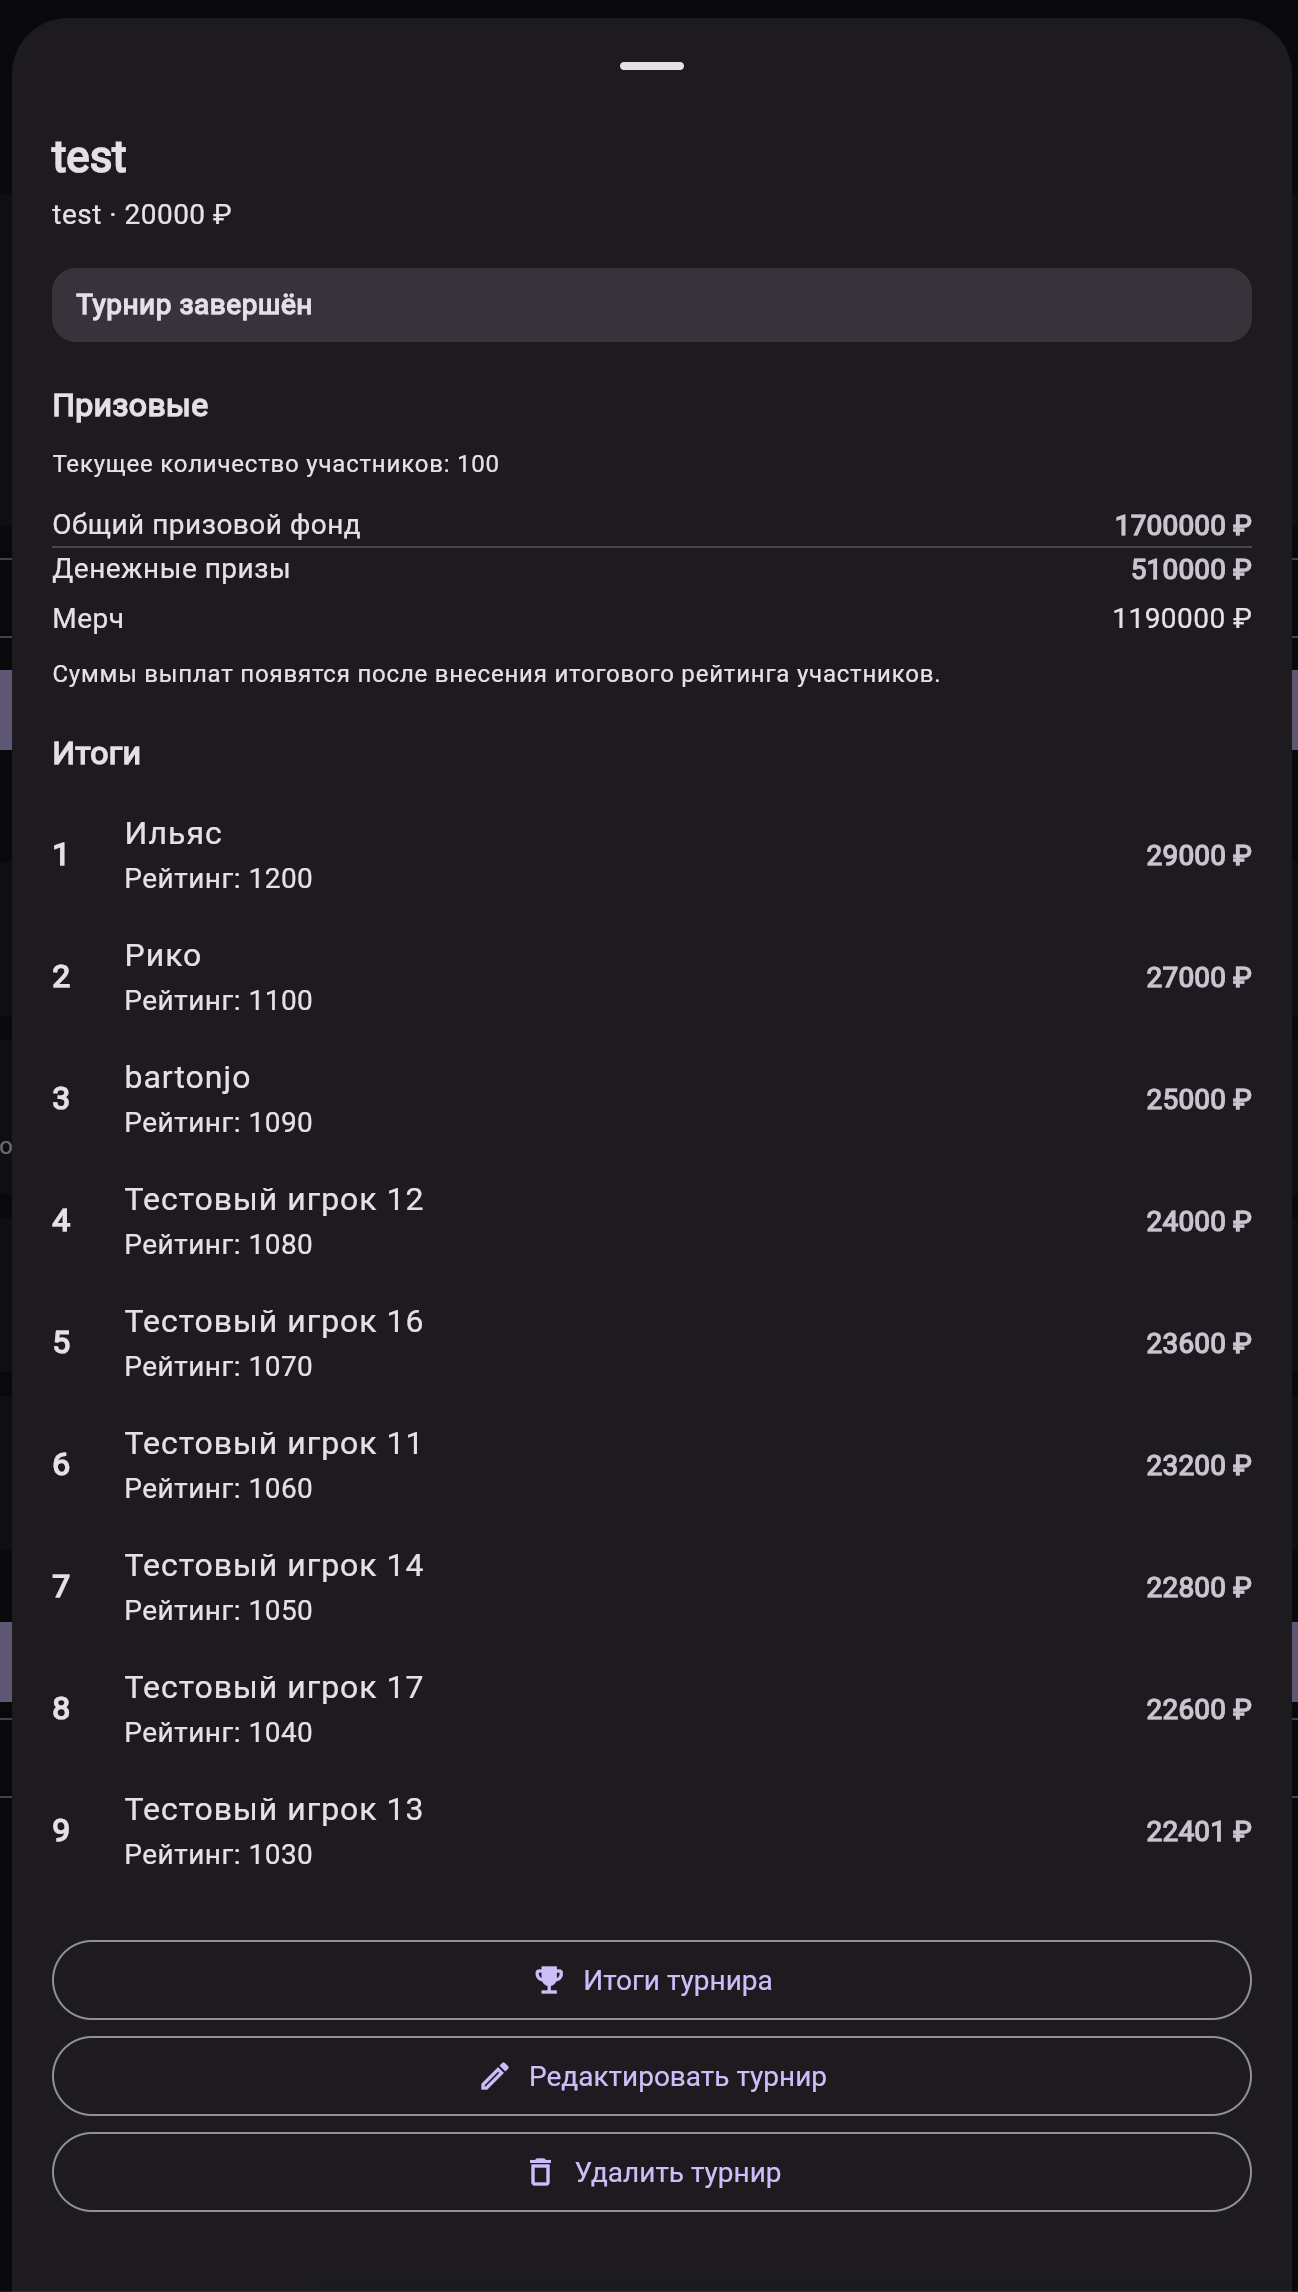 test
test · 20000 ₽
Турнир завершён
Призовые
Текущее количество участников: 100
Общий призовой фонд 1700000 ₽
Денежные призы 510000 ₽
Мерч 1190000 ₽
Суммы выплат появятся после внесения итогового рейтинга участников.
Итоги
1 Ильяс 29000 ₽
Рейтинг: 1200
2 Рико 27000 ₽
Рейтинг: 1100
3 bartonjo 25000 ₽
Рейтинг: 1090
4 Тестовый игрок 12 24000 ₽
Рейтинг: 1080
5 Тестовый игрок 16 23600 ₽
Рейтинг: 1070
6 Тестовый игрок 11 23200 ₽
Рейтинг: 1060
7 Тестовый игрок 14 22800 ₽
Рейтинг: 1050
8 Тестовый игрок 17 22600 ₽
Рейтинг: 1040
9 Тестовый игрок 13 22401 ₽
Рейтинг: 1030
Итоги турнира
Редактировать турнир
Удалить турнир